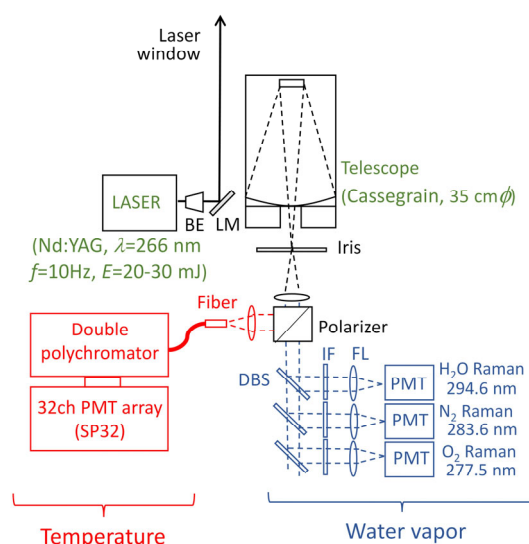 Laser
window
Telescope
(Cassegrain, 35 cmϕ)
LASER
BE
LM
(Nd:YAG, λ=266 nm
f=10Hz, E=20-30 mJ)
Iris
Fiber
Polarizer
Double
polychromator
32ch PMT array
(SP32)
DBS
IF
FL
PMT
H₂O Raman
294.6 nm
PMT
N₂ Raman
283.6 nm
PMT
O₂ Raman
277.5 nm
Temperature
Water vapor